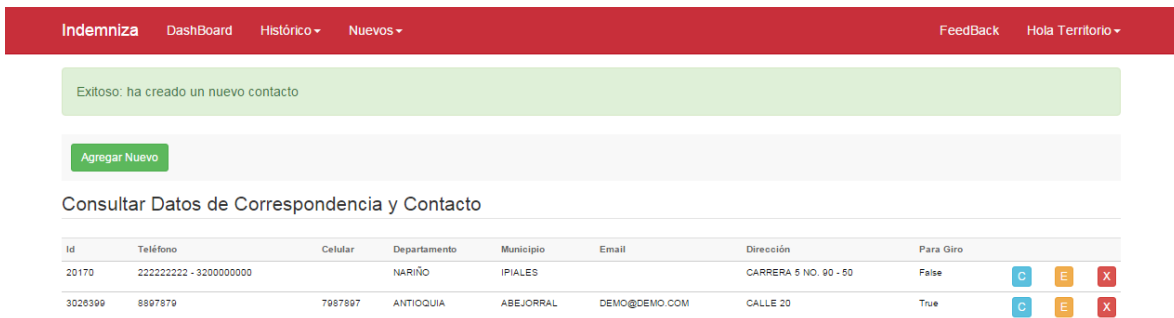 Indemniza DashBoard Histórico Nuevos FeedBack Hola Territorio
Exitoso: ha creado un nuevo contacto
Agregar Nuevo
Consultar Datos de Correspondencia y Contacto
Id Teléfono Celular Departamento Municipio Email Dirección Para Giro
20170 222222222 - 3200000000 NARIÑO IPIALES CARRERA 5 NO. 90 - 50 False C E X
3026399 8897879 7987897 ANTIOQUIA ABEJORRAL DEMO@DEMO.COM CALLE 20 True C E X